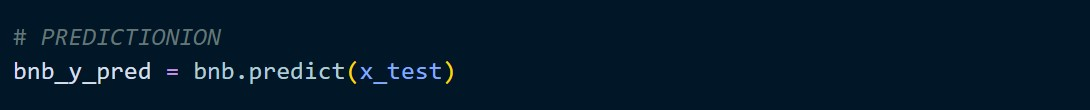 # PREDICTIONION
bnb_y_pred = bnb.predict(x_test)